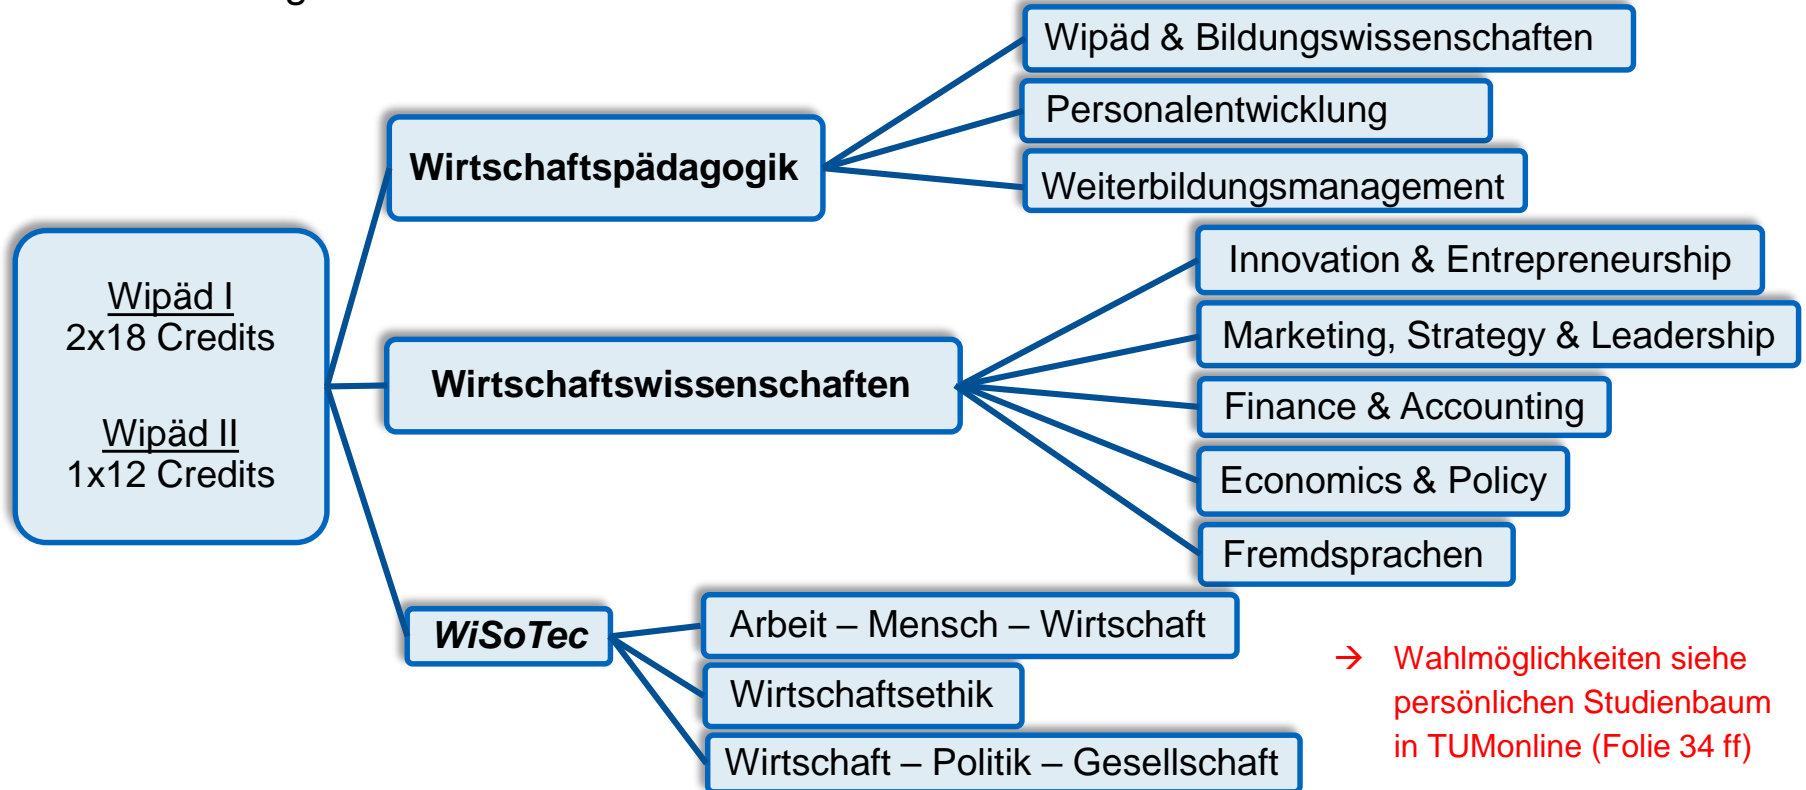 Wipäd & Bildungswissenschaften
Personalentwicklung
Wirtschaftspädagogik
Weiterbildungsmanagement
Innovation & Entrepreneurship
Wipäd I
2x18 Credits
Marketing, Strategy & Leadership
Wirtschaftswissenschaften
Finance & Accounting
Wipäd II
1x12 Credits
Economics & Policy
Fremdsprachen
WiSoTec
Arbeit – Mensch – Wirtschaft
Wirtschaftsethik
Wirtschaft – Politik – Gesellschaft
→ Wahlmöglichkeiten siehe
persönlichen Studienbaum
in TUMonline (Folie 34 ff)